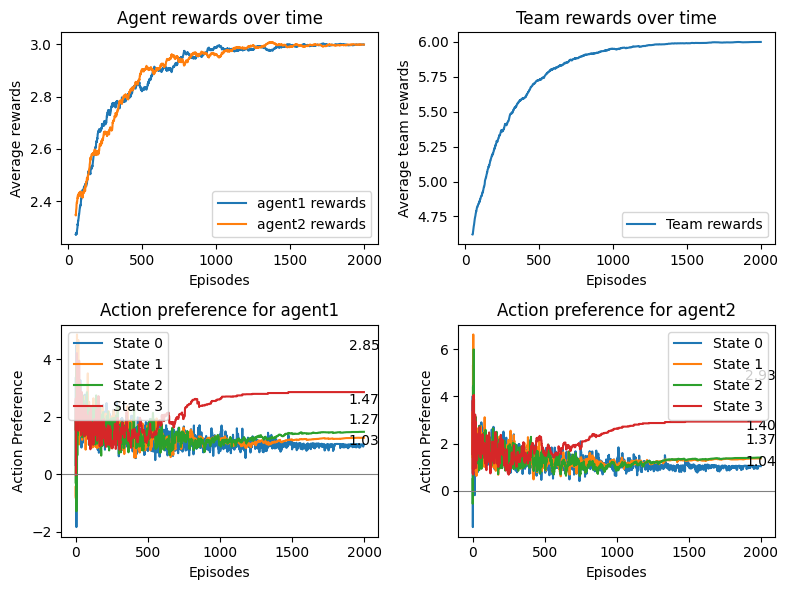 Agent rewards over time
Average rewards
3.0
2.8
2.6
2.4
agent1 rewards
agent2 rewards
0
500
1000
1500
2000
Episodes
Team rewards over time
Average team rewards
6.00
5.75
5.50
5.25
5.00
4.75
Team rewards
0
500
1000
1500
2000
Episodes
Action preference for agent1
Action Preference
4
2
0
−2
State 0
State 1
State 2
State 3
2.85
1.47
1.27
1.03
0
500
1000
1500
2000
Episodes
Action preference for agent2
Action Preference
6
4
2
0
State 0
State 1
State 2
State 3
2.93
1.40
1.37
1.04
0
500
1000
1500
2000
Episodes